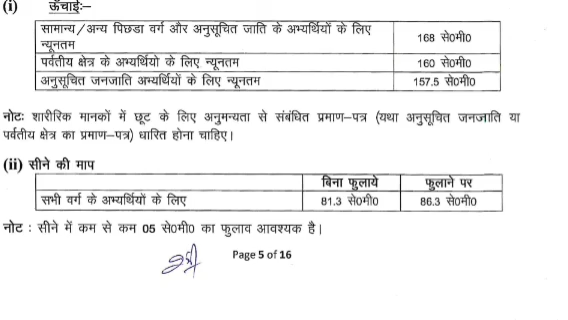 (i) ऊँचाईः–
सामान्य/अन्य पिछडा वर्ग और अनुसूचित जाति के अभ्यर्थियों के लिए न्यूनतम 168 से0मी0
पर्वतीय क्षेत्र के अभ्यर्थियो के लिए न्यूनतम 160 से0मी0
अनुसूचित जनजाति अभ्यर्थियों के लिए न्यूनतम 157.5 से0मी0
नोटः शारीरिक मानकों में छूट के लिए अनुमन्यता से संबंधित प्रमाण–पत्र (यथा अनुसूचित जनजाति या
पर्वतीय क्षेत्र का प्रमाण–पत्र) धारित होना चाहिए।
(ii) सीने की माप
बिना फुलाये फुलाने पर
सभी वर्ग के अभ्यर्थियों के लिए 81.3 से0मी0 86.3 से0मी0
नोट : सीने में कम से कम 05 से0मी0 का फुलाव आवश्यक है।
Page 5 of 16